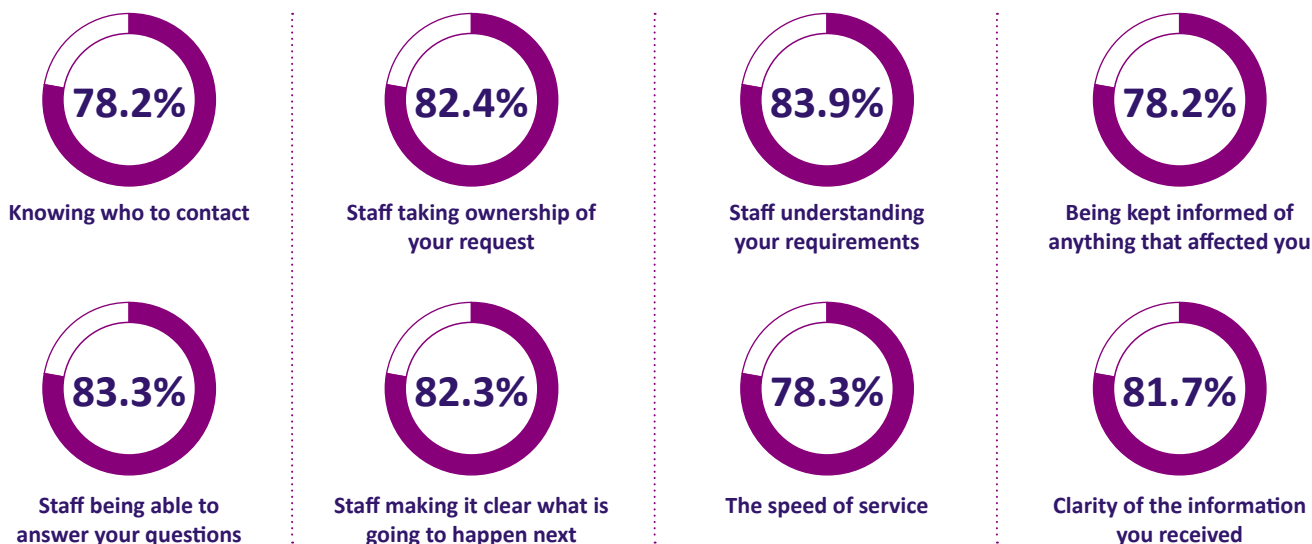 78.2%
Knowing who to contact
82.4%
Staff taking ownership of
your request
83.9%
Staff understanding
your requirements
78.2%
Being kept informed of
anything that affected you
83.3%
Staff being able to
answer your questions
82.3%
Staff making it clear what is
going to happen next
78.3%
The speed of service
81.7%
Clarity of the information
you received